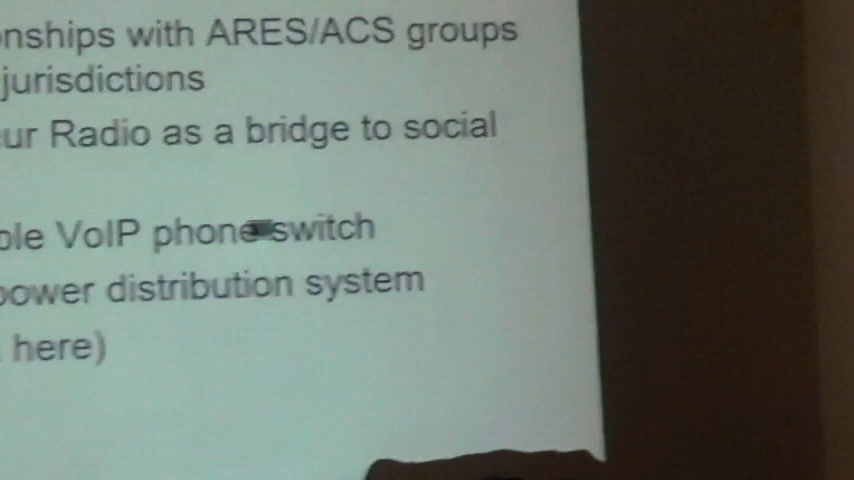 onships with ARES/ACS groups
jurisdictions
ur Radio as a bridge to social
ble VoIP phone switch
power distribution system
here)